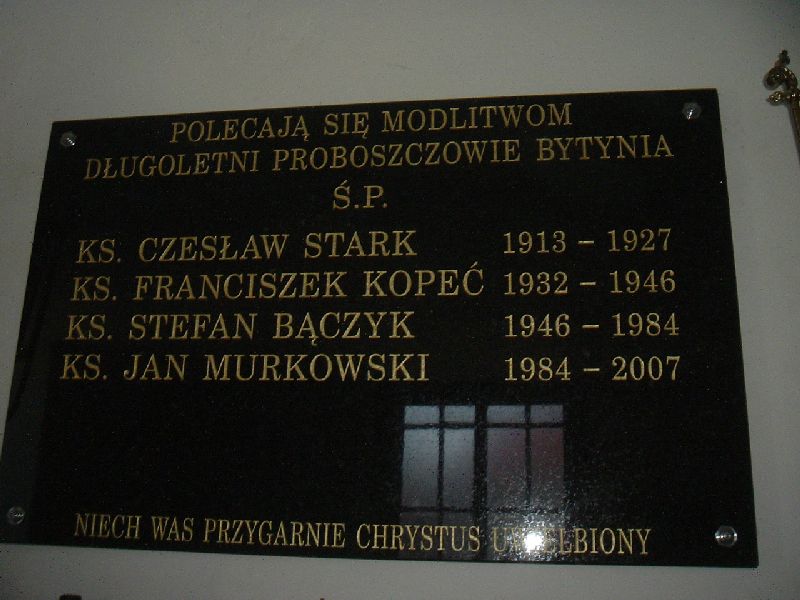 POLECAJĄ SIĘ MODLITWOM
DŁUGOLETNI PROBOSZCZOWIE BYTYNIA
Ś.P.
KS. CZESŁAW STARK 1913 – 1927
KS. FRANCISZEK KOPEĆ 1932 – 1946
KS. STEFAN BĄCZYK 1946 – 1984
KS. JAN MURKOWSKI 1984 – 2007
NIECH WAS PRZYGARNIE CHRYSTUS UWIELBIONY